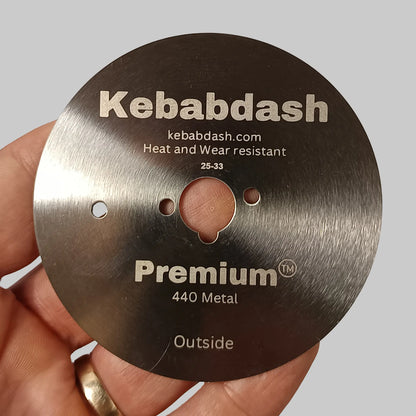 Kebabdash
kebabdash.com
Heat and Wear resistant
25-33
Premium™
440 Metal
Outside